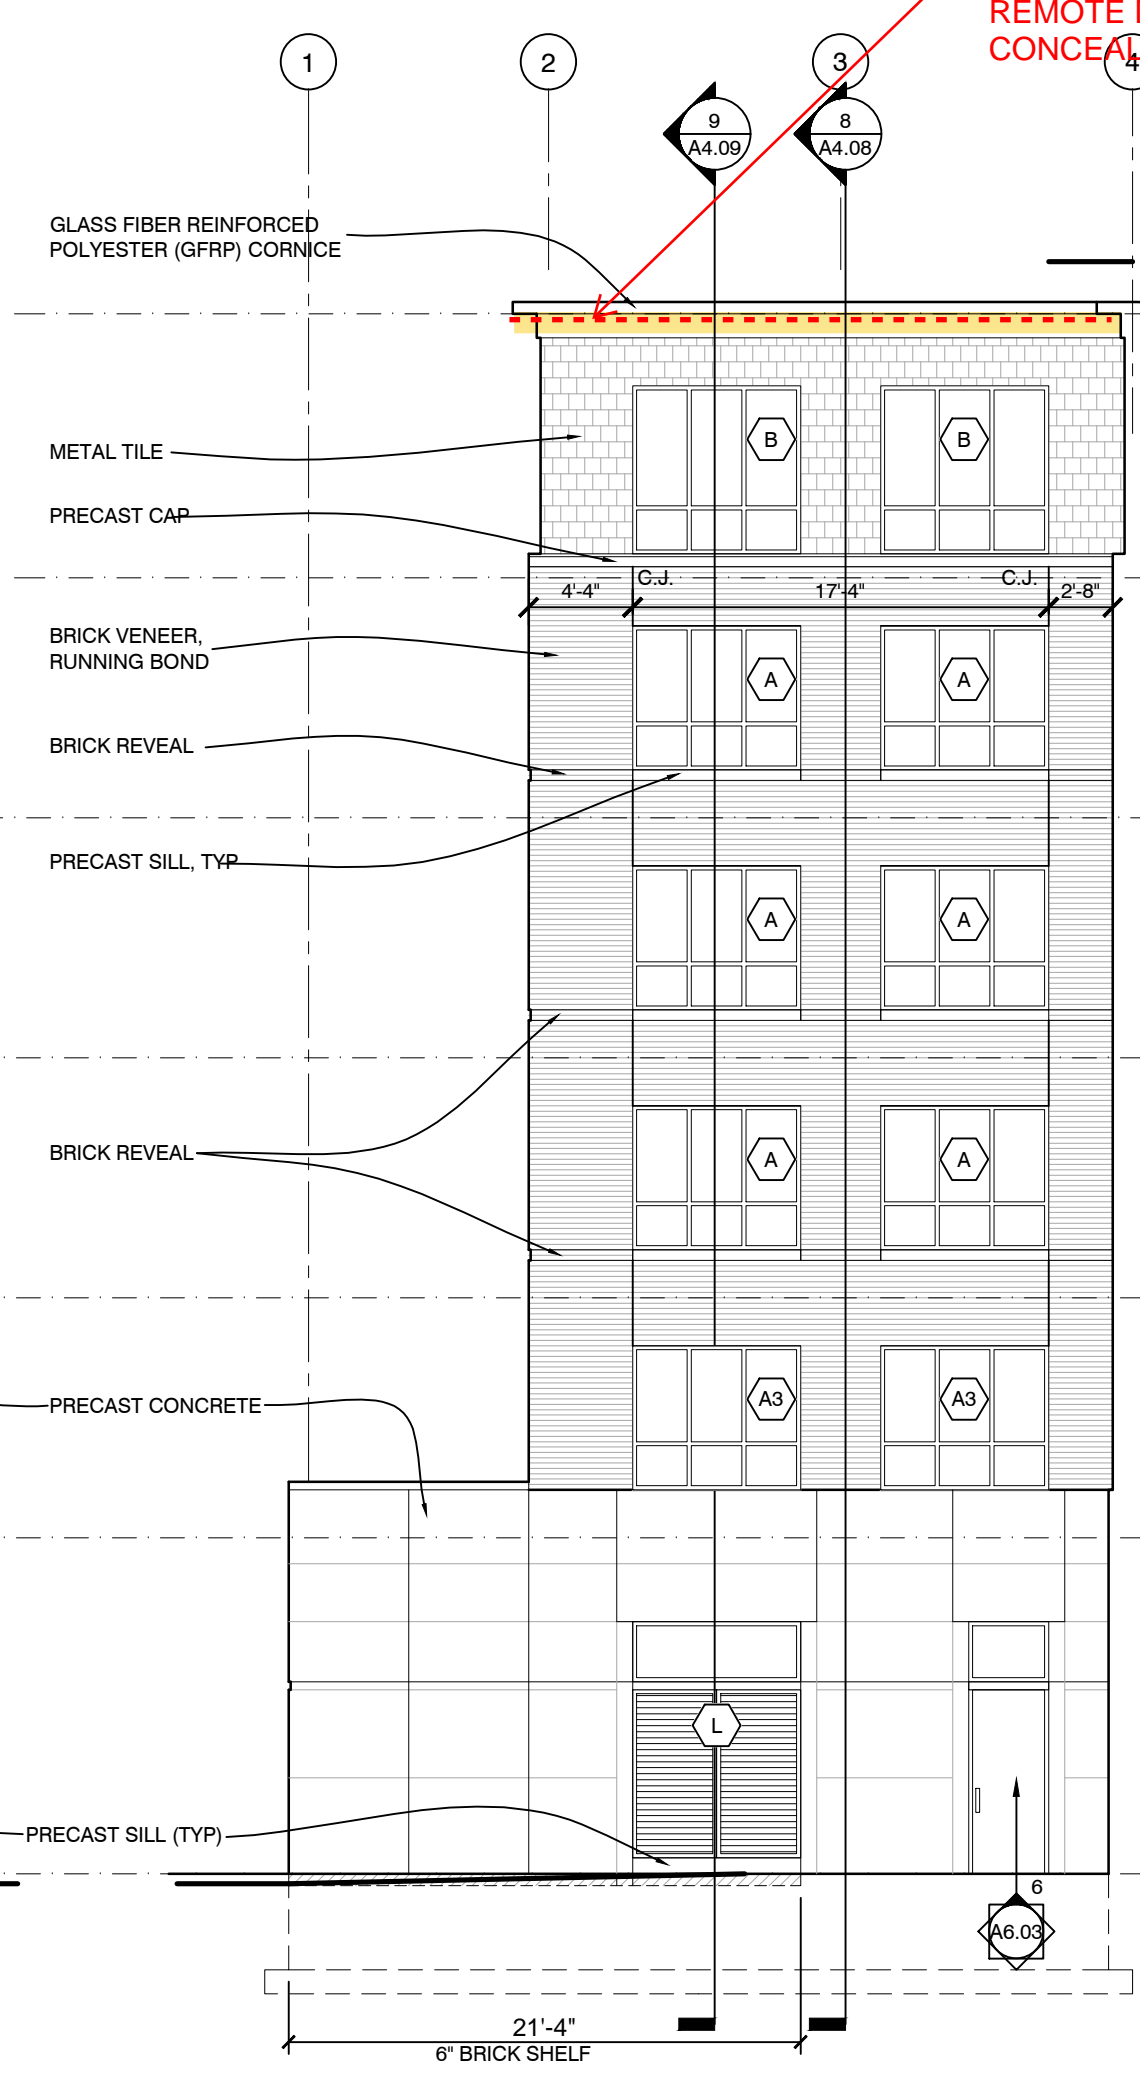 REMOTE
CONCEAL
1
2
3
4
9
A4.09
8
A4.08
GLASS FIBER REINFORCED
POLYESTER (GFRP) CORNICE
METAL TILE
B
B
PRECAST CAP
C.J.
C.J.
4'-4"
17'-4"
2'-8"
BRICK VENEER,
RUNNING BOND
A
A
BRICK REVEAL
PRECAST SILL, TYP
A
A
BRICK REVEAL
A
A
PRECAST CONCRETE
A3
A3
L
PRECAST SILL (TYP)
6
A6.03
21'-4"
6" BRICK SHELF